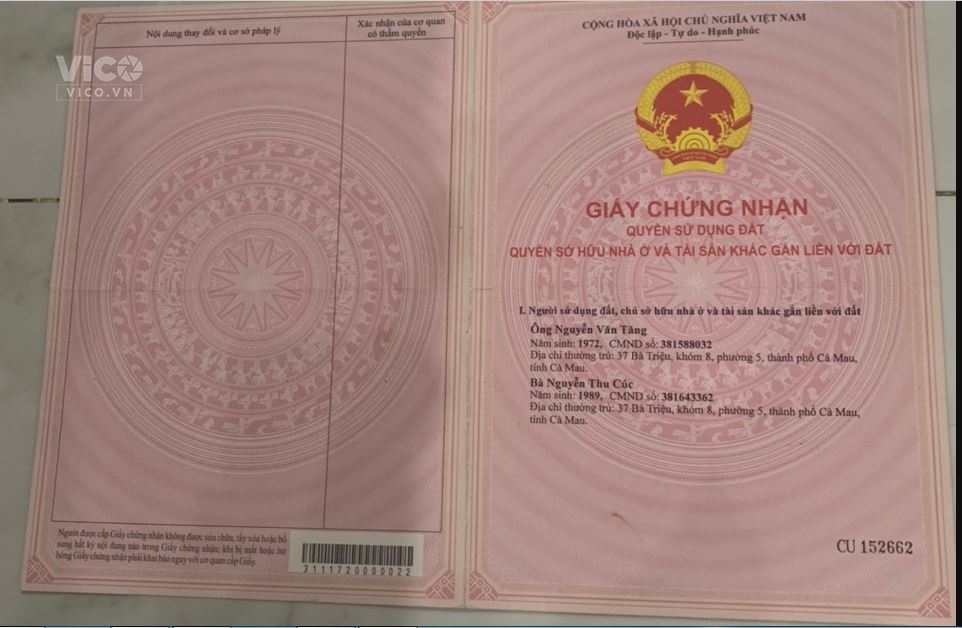 Nội dung thay đổi và cơ sở pháp lý
Xác nhận của cơ quan
có thẩm quyền
VICO
VICO.VN
Người được cấp Giấy chứng nhận không được sửa chữa, tẩy xóa hoặc bổ
sung bất kỳ nội dung nào trong Giấy chứng nhận; khi bị mất hoặc hư
hỏng Giấy chứng nhận phải khai báo ngay với cơ quan cấp Giấy.
3111720000022
CỘNG HÒA XÃ HỘI CHỦ NGHĨA VIỆT NAM
Độc lập - Tự do - Hạnh phúc
GIẤY CHỨNG NHẬN
QUYỀN SỬ DỤNG ĐẤT
QUYỀN SỞ HỮU NHÀ Ở VÀ TÀI SẢN KHÁC GẮN LIỀN VỚI ĐẤT
I. Người sử dụng đất, chủ sở hữu nhà ở và tài sản khác gắn liền với đất
Ông Nguyễn Văn Tăng
Năm sinh: 1972, CMND số: 381588032
Địa chỉ thường trú: 37 Bà Triệu, khóm 8, phường 5, thành phố Cà Mau,
tỉnh Cà Mau.
Bà Nguyễn Thu Cúc
Năm sinh: 1989, CMND số: 381643362
Địa chỉ thường trú: 37 Bà Triệu, khóm 8, phường 5, thành phố Cà Mau,
tỉnh Cà Mau.
CU 152662